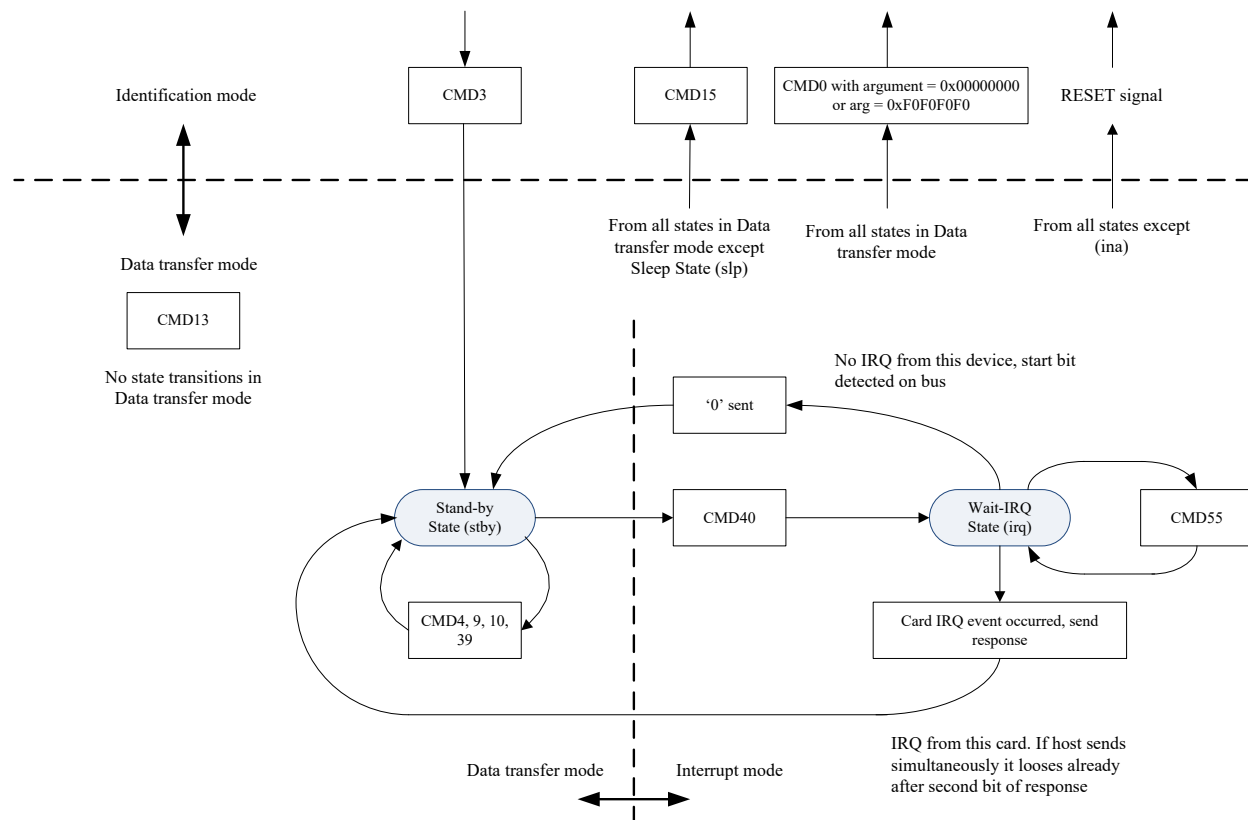 Identification mode
CMD3
CMD15
CMD0 with argument = 0x00000000
or arg = 0xF0F0F0F0
RESET signal
Data transfer mode
From all states in Data
transfer mode except
Sleep State (slp)
From all states in Data
transfer mode
From all states except
(ina)
CMD13
No state transitions in
Data transfer mode
No IRQ from this device, start bit
detected on bus
‘0’ sent
Stand-by
State (stby)
CMD40
Wait-IRQ
State (irq)
CMD55
CMD4, 9, 10,
39
Card IRQ event occurred, send
response
IRQ from this card. If host sends
simultaneously it looses already
after second bit of response
Data transfer mode
Interrupt mode